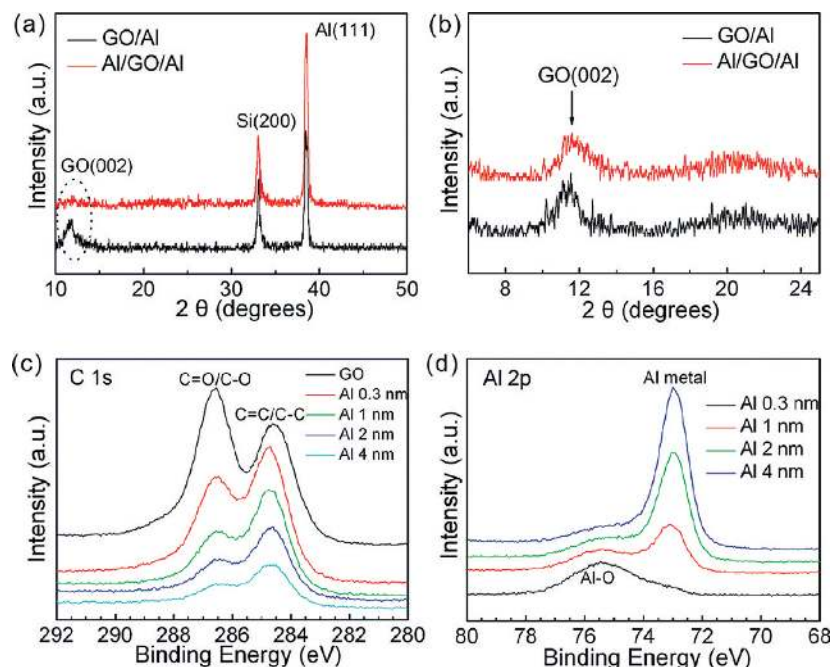 (a)
GO/Al
Al/GO/Al
Al(111)
Si(200)
GO(002)
Intensity (a.u.)
10 20 30 40 50
2 θ (degrees)
(b)
GO/Al
Al/GO/Al
GO(002)
Intensity (a.u.)
8 12 16 20 24
2 θ (degrees)
(c) C 1s
C=O/C-O
C=C/C-C
GO
Al 0.3 nm
Al 1 nm
Al 2 nm
Al 4 nm
Intensity (a.u.)
292 290 288 286 284 282 280
Binding Energy (eV)
(d) Al 2p
Al metal
Al 0.3 nm
Al 1 nm
Al 2 nm
Al 4 nm
Al-O
Intensity (a.u.)
80 78 76 74 72 70 68
Binding Energy (eV)